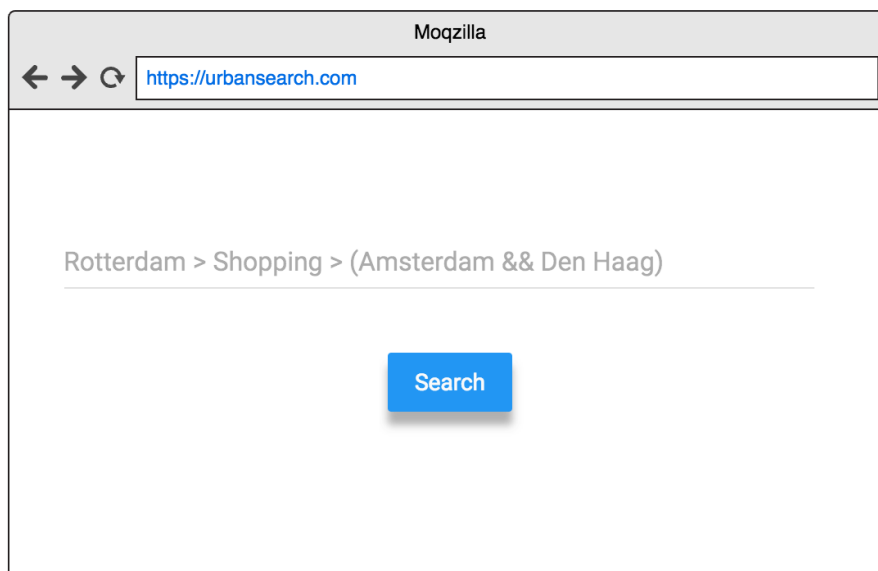 Moqzilla
https://urbansearch.com
Rotterdam > Shopping > (Amsterdam && Den Haag)
Search